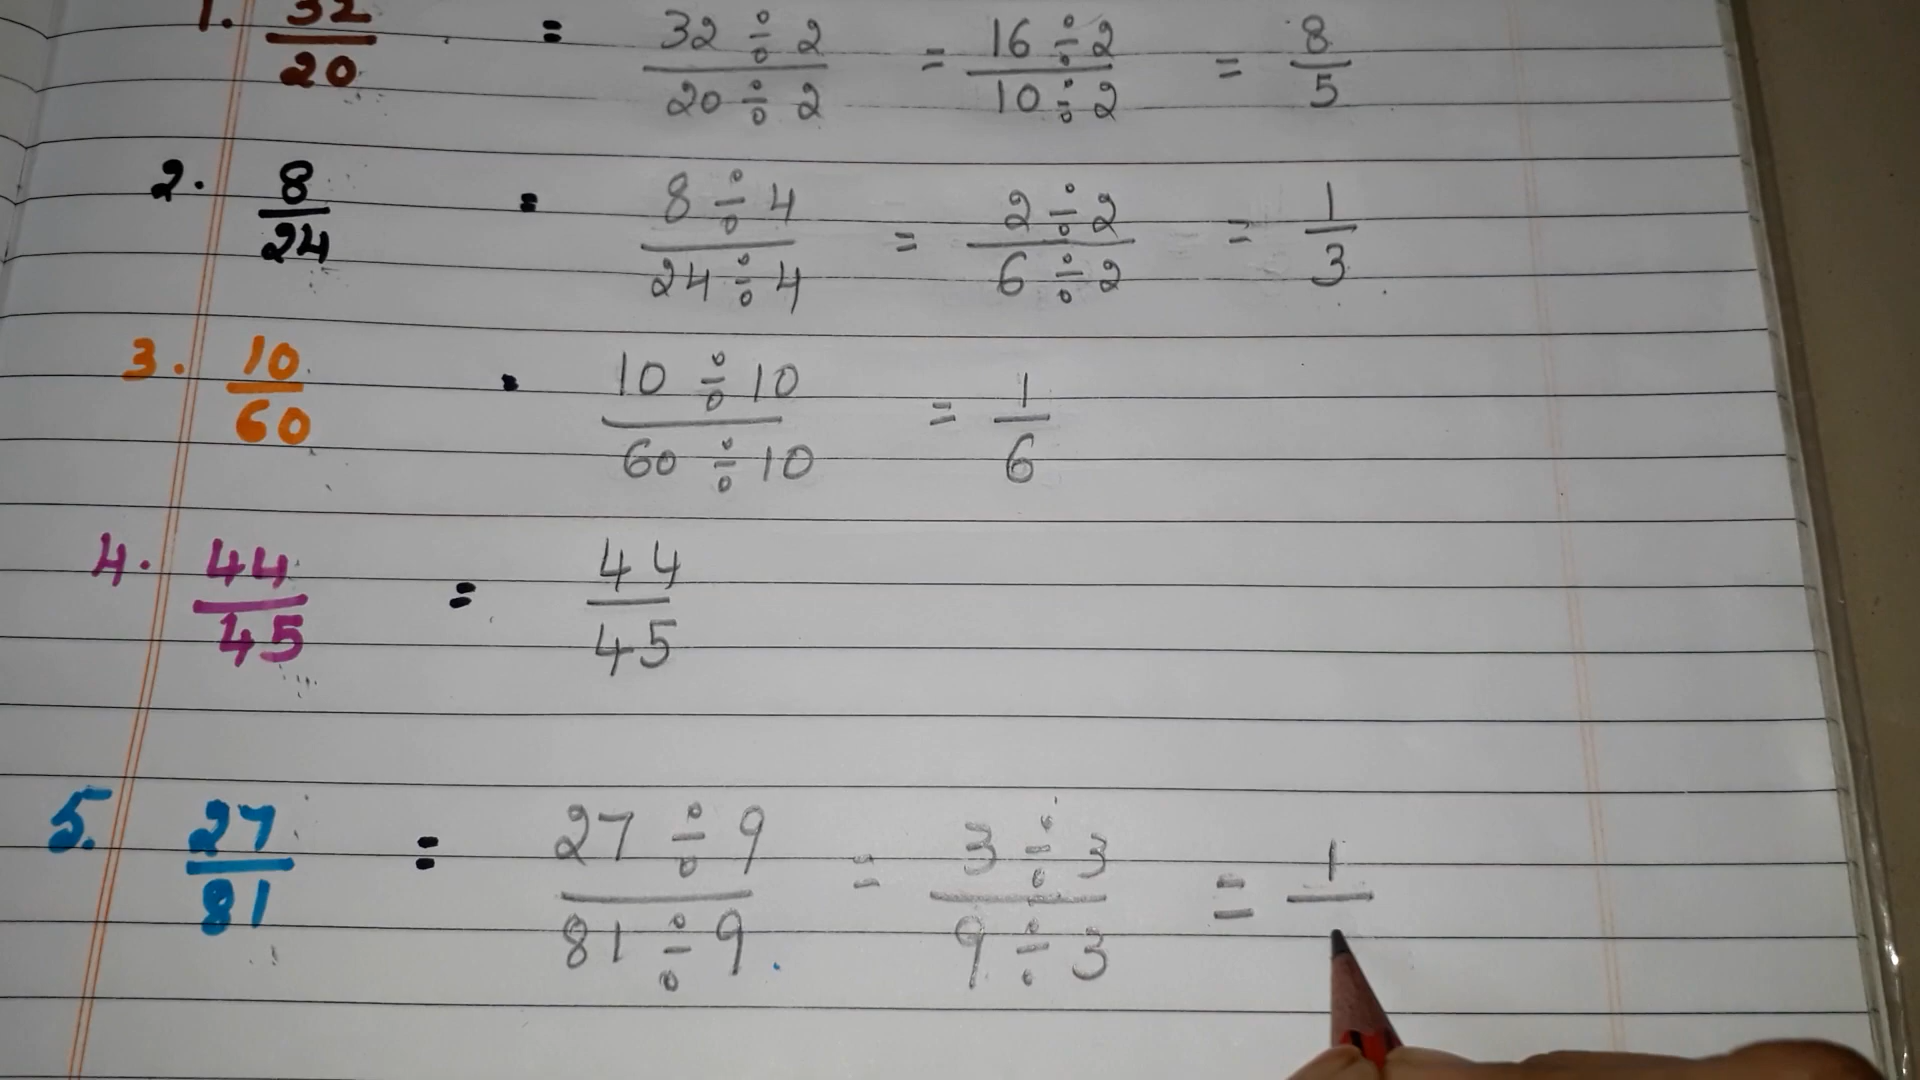 1. 32/20 = 32 ÷ 2 / 20 ÷ 2 = 16 ÷ 2 / 10 ÷ 2 = 8/5
2. 8/24 = 8 ÷ 4 / 24 ÷ 4 = 2 ÷ 2 / 6 ÷ 2 = 1/3
3. 10/60 = 10 ÷ 10 / 60 ÷ 10 = 1/6
4. 44/45 = 44/45
5. 27/81 = 27 ÷ 9 / 81 ÷ 9 = 3 ÷ 3 / 9 ÷ 3 = 1/